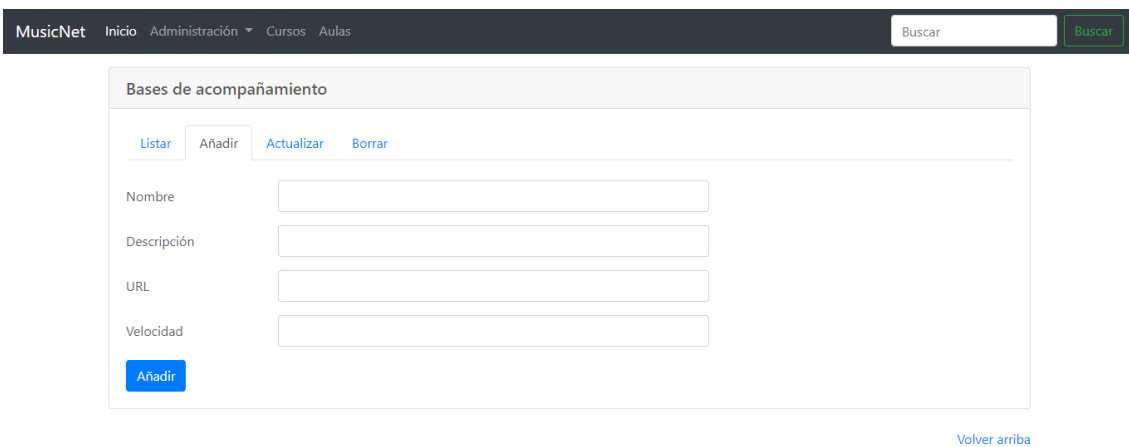 MusicNet Inicio Administración Cursos Aulas Buscar Buscar
Bases de acompañamiento
Listar Añadir Actualizar Borrar
Nombre
Descripción
URL
Velocidad
Añadir
Volver arriba